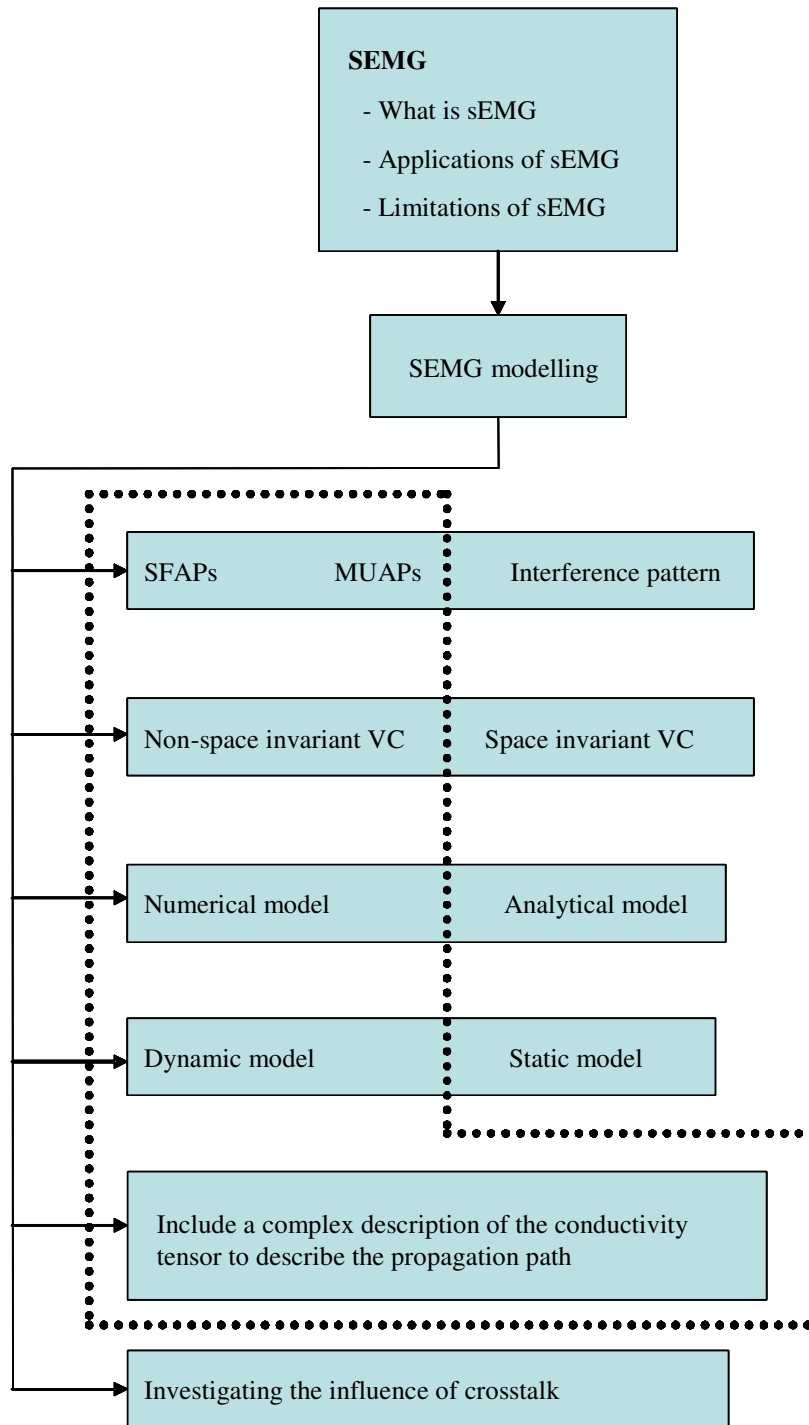 SEMG
- What is sEMG
- Applications of sEMG
- Limitations of sEMG
SEMG modelling
SFAPs MUAPs Interference pattern
Non-space invariant VC Space invariant VC
Numerical model Analytical model
Dynamic model Static model
Include a complex description of the conductivity
tensor to describe the propagation path
Investigating the influence of crosstalk